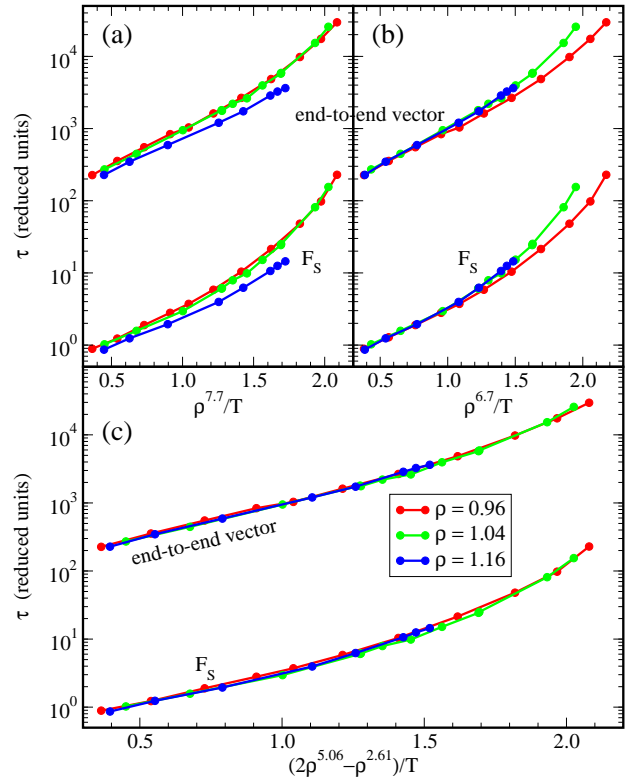 (a)
(b)
10^4
10^3
10^2
10^1
10^0
τ (reduced units)
end-to-end vector
F_S
F_S
0.5 1.0 1.5 2.0
0.5 1.0 1.5 2.0
ρ^7.7/T
ρ^6.7/T
(c)
10^4
10^3
10^2
10^1
10^0
τ (reduced units)
end-to-end vector
F_S
ρ = 0.96
ρ = 1.04
ρ = 1.16
0.5 1.0 1.5 2.0
(2ρ^5.06−ρ^2.61)/T